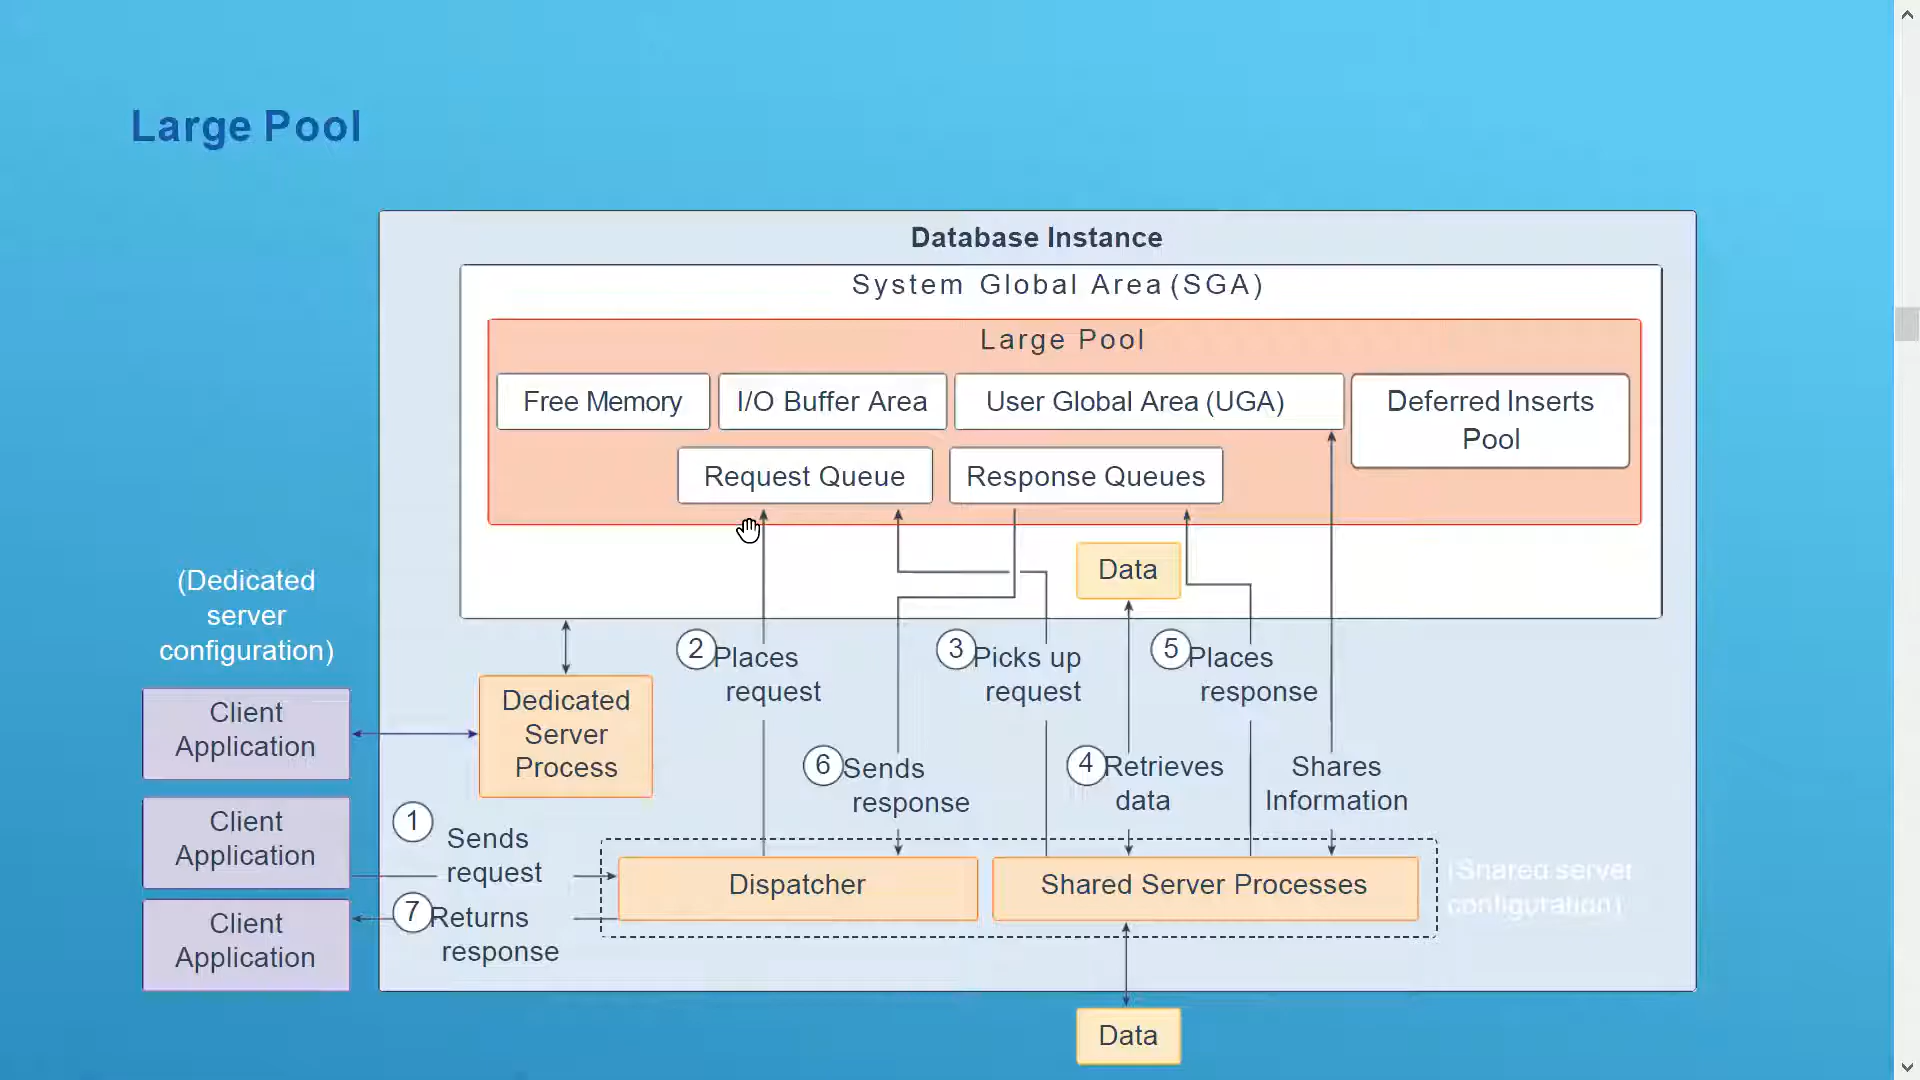 Large Pool
Database Instance
System Global Area (SGA)
Large Pool
Free Memory
I/O Buffer Area
User Global Area (UGA)
Deferred Inserts
Pool
Request Queue
Response Queues
Data
(Dedicated
server
configuration)
Client
Application
Dedicated
Server
Process
2 Places
request
3 Picks up
request
5 Places
response
6 Sends
response
4 Retrieves
data
Shares
Information
Client
Application
1 Sends
request
Dispatcher
Shared Server Processes
(Shared server
configuration)
Client
Application
7 Returns
response
Data